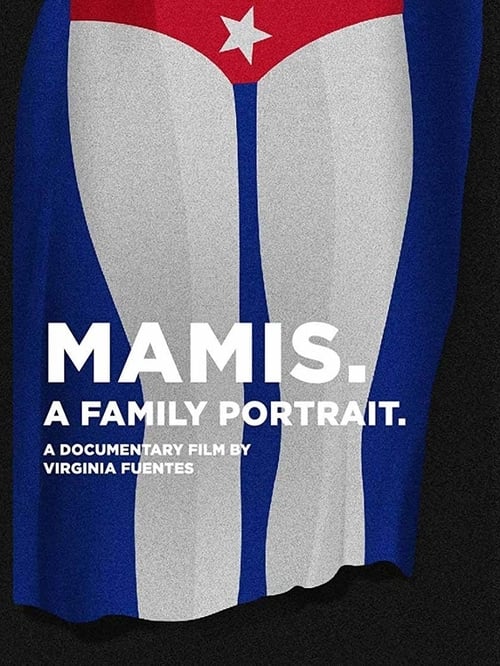 MAMIS.
A FAMILY PORTRAIT.
A DOCUMENTARY FILM BY
VIRGINIA FUENTES